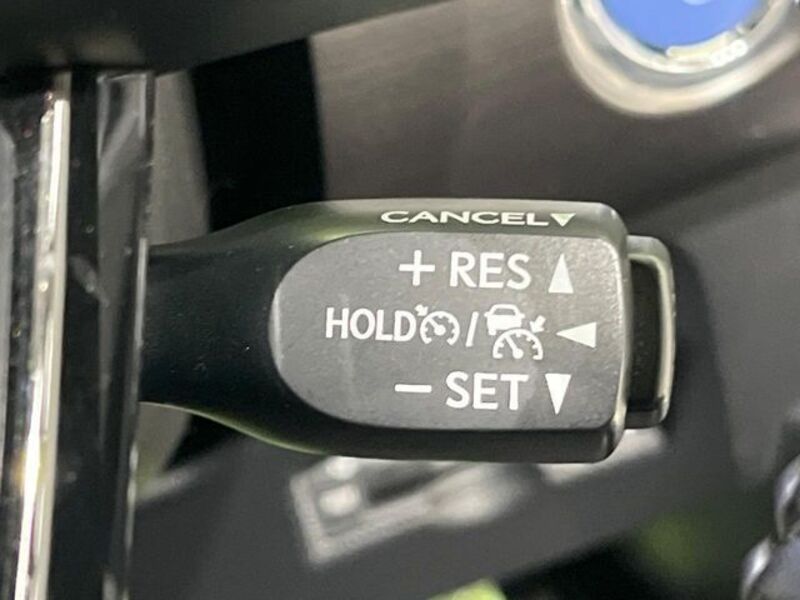 CANCEL
+ RES
HOLD /
− SET